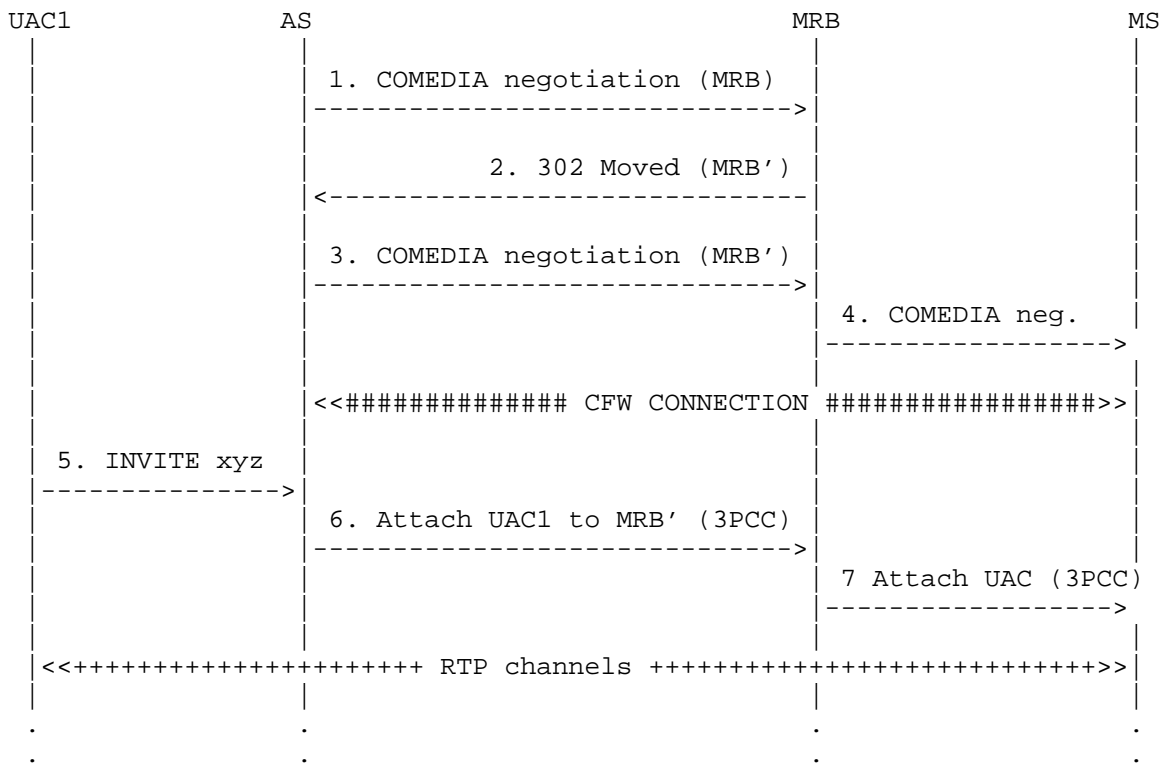 UAC1 AS MRB MS
1. COMEDIA negotiation (MRB)
2. 302 Moved (MRB')
3. COMEDIA negotiation (MRB')
4. COMEDIA neg.
CFW CONNECTION
5. INVITE xyz
6. Attach UAC1 to MRB' (3PCC)
7 Attach UAC (3PCC)
RTP channels